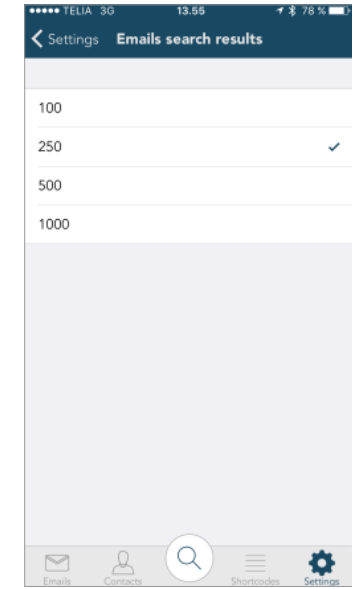 TELIA 3G 13.55 78 %
Settings Emails search results
100
250
500
1000
Emails Contacts Shortcodes Settings